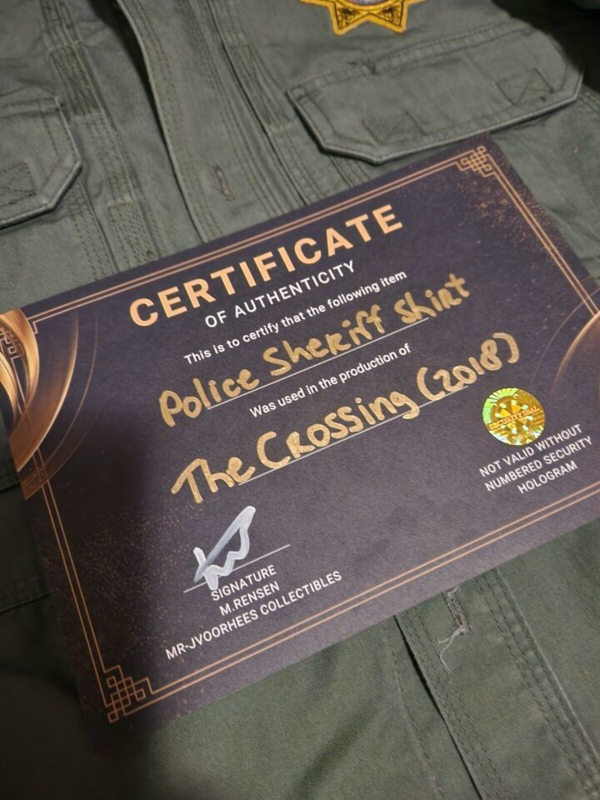 CERTIFICATE
OF AUTHENTICITY
This is to certify that the following item
Police Sheriff Shirt
Was used in the production of
The Crossing (2018)
NOT VALID WITHOUT
NUMBERED SECURITY
HOLOGRAM
SIGNATURE
M.RENSEN
MR-JVOORHEES COLLECTIBLES